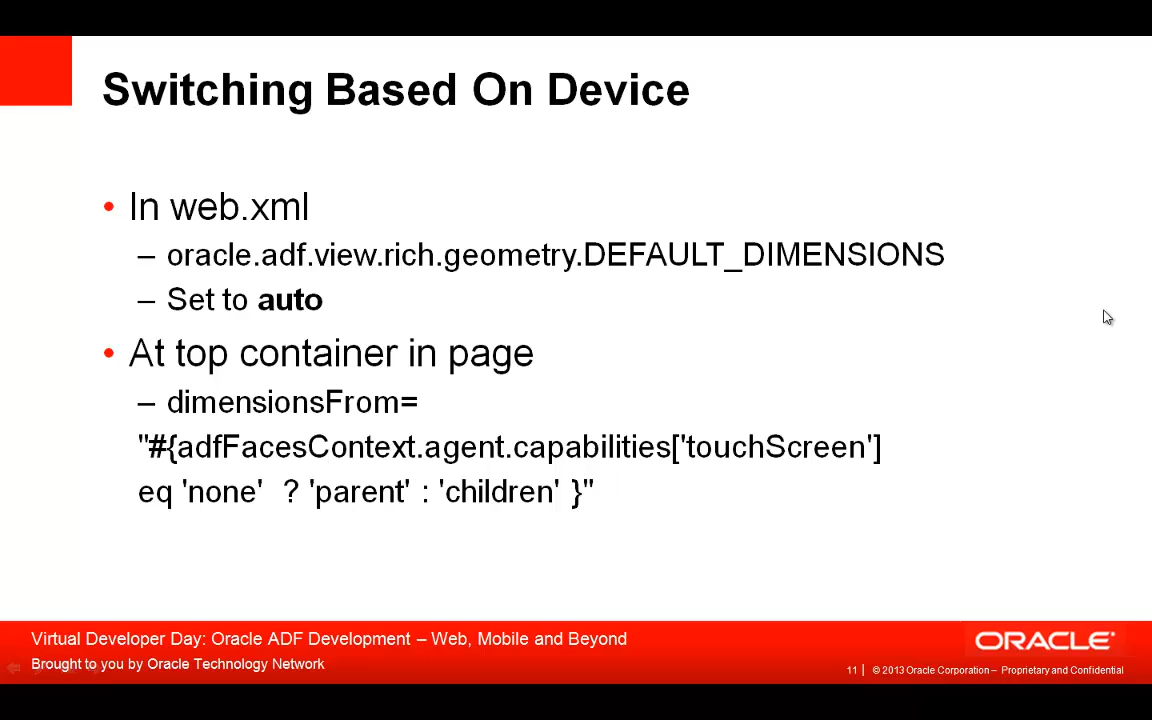 Switching Based On Device
• In web.xml
– oracle.adf.view.rich.geometry.DEFAULT_DIMENSIONS
– Set to auto
• At top container in page
– dimensionsFrom=
"#{adfFacesContext.agent.capabilities['touchScreen']
eq 'none'  ? 'parent' : 'children' }"
Virtual Developer Day: Oracle ADF Development – Web, Mobile and Beyond
Brought to you by Oracle Technology Network
ORACLE®
11 | © 2013 Oracle Corporation – Proprietary and Confidential